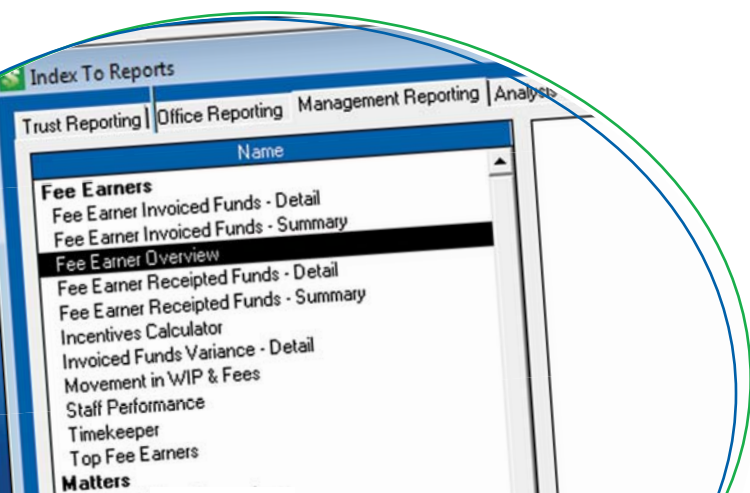 Index To Reports
Trust Reporting Office Reporting Management Reporting Analysis
Name
Fee Earners
Fee Earner Invoiced Funds - Detail
Fee Earner Invoiced Funds - Summary
Fee Earner Overview
Fee Earner Receipted Funds - Detail
Fee Earner Receipted Funds - Summary
Incentives Calculator
Invoiced Funds Variance - Detail
Movement in WIP & Fees
Staff Performance
Timekeeper
Top Fee Earners
Matters